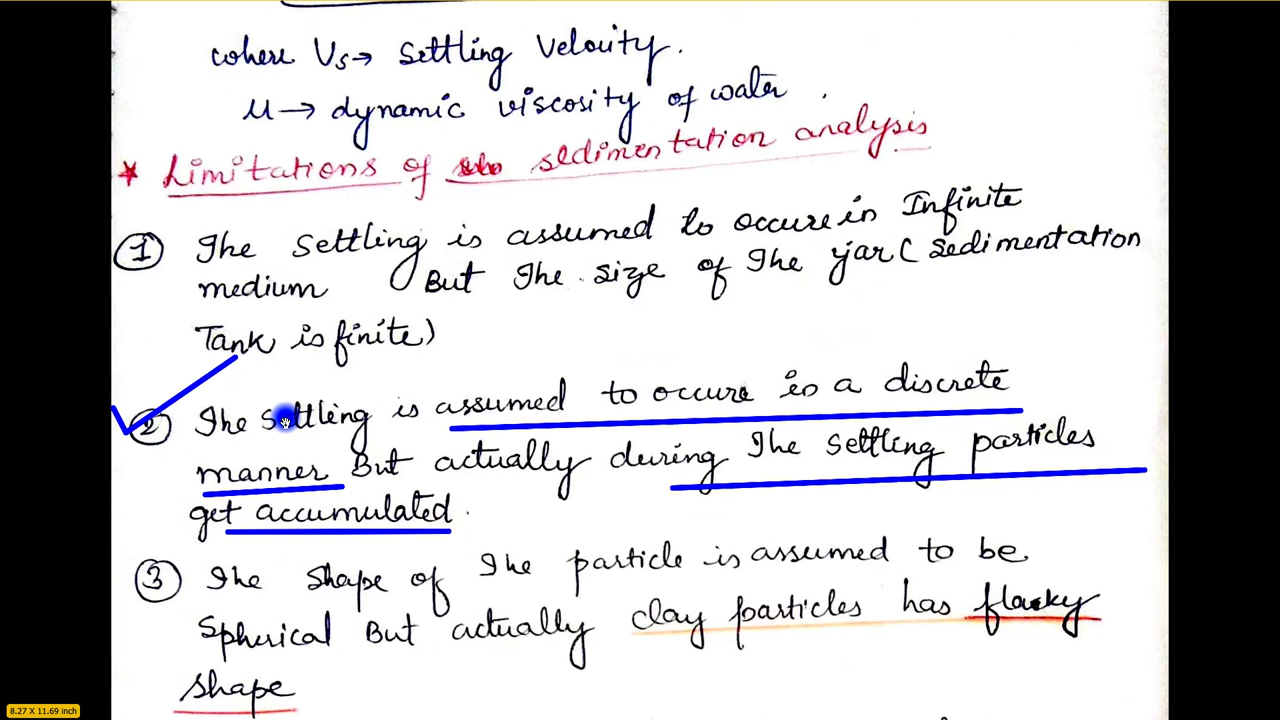 where Vs→ Settling Velocity.
μ → dynamic viscosity of water .
* Limitations of sedimentation analysis
① The Settling is assumed to occure in Infinite
medium But The size of The jar ( sedimentation
Tank is finite)
② The Settling is assumed to occure in a discrete
manner But actually during The settling particles
get accumulated.
③ The shape of The particle is assumed to be
Spherical But actually clay particles has flacky
shape
8.27 X 11.69 inch